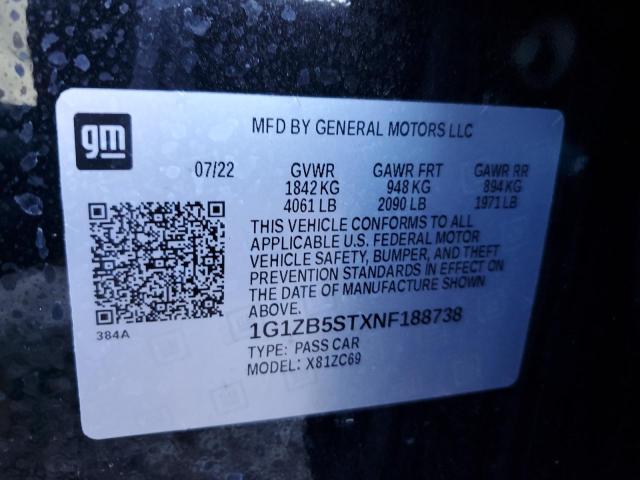 gm
MFD BY GENERAL MOTORS LLC
07/22 GVWR GAWR FRT GAWR RR
1842 KG 948 KG 894 KG
4061 LB 2090 LB 1971 LB
THIS VEHICLE CONFORMS TO ALL
APPLICABLE U.S. FEDERAL MOTOR
VEHICLE SAFETY, BUMPER, AND THEFT
PREVENTION STANDARDS IN EFFECT ON
THE DATE OF MANUFACTURE SHOWN
ABOVE.
384A
1G1ZB5STXNF188738
TYPE: PASS CAR
MODEL: X81ZC69